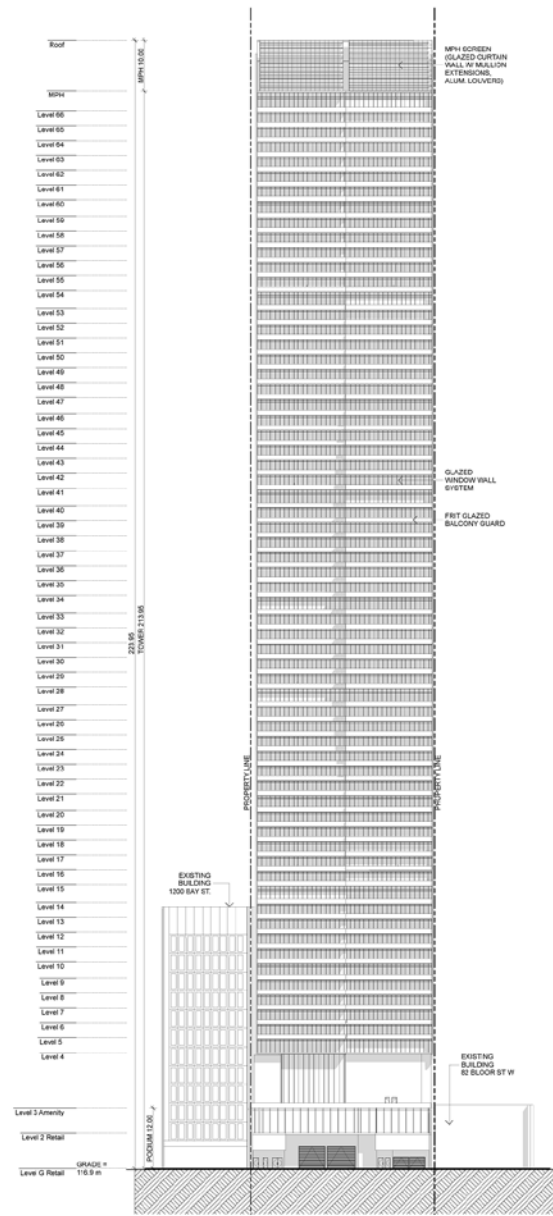 Roof
MPH
Level 66
Level 65
Level 64
Level 63
Level 62
Level 61
Level 60
Level 59
Level 58
Level 57
Level 56
Level 55
Level 54
Level 53
Level 52
Level 51
Level 50
Level 49
Level 48
Level 47
Level 46
Level 45
Level 44
Level 43
Level 42
Level 41
Level 40
Level 39
Level 38
Level 37
Level 36
Level 35
Level 34
Level 33
Level 32
Level 31
Level 30
Level 29
Level 28
Level 27
Level 26
Level 25
Level 24
Level 23
Level 22
Level 21
Level 20
Level 19
Level 18
Level 17
Level 16
Level 15
Level 14
Level 13
Level 12
Level 11
Level 10
Level 9
Level 8
Level 7
Level 6
Level 5
Level 4
Level 3 Amenity
Level 2 Retail
Level G Retail
GRADE =
116.9 m
223.95
MPH 10.00
TOWER 213.95
PODIUM 12.00
EXISTING
BUILDING
1200 BAY ST.
PROPERTY LINE
PROPERTY LINE
MPH SCREEN
(GLAZED CURTAIN
WALL W/ MULLION
EXTENSIONS,
ALUM. LOUVERS)
GLAZED
WINDOW WALL
SYSTEM
FRIT GLAZED
BALCONY GUARD
EXISTING
BUILDING
82 BLOOR ST W